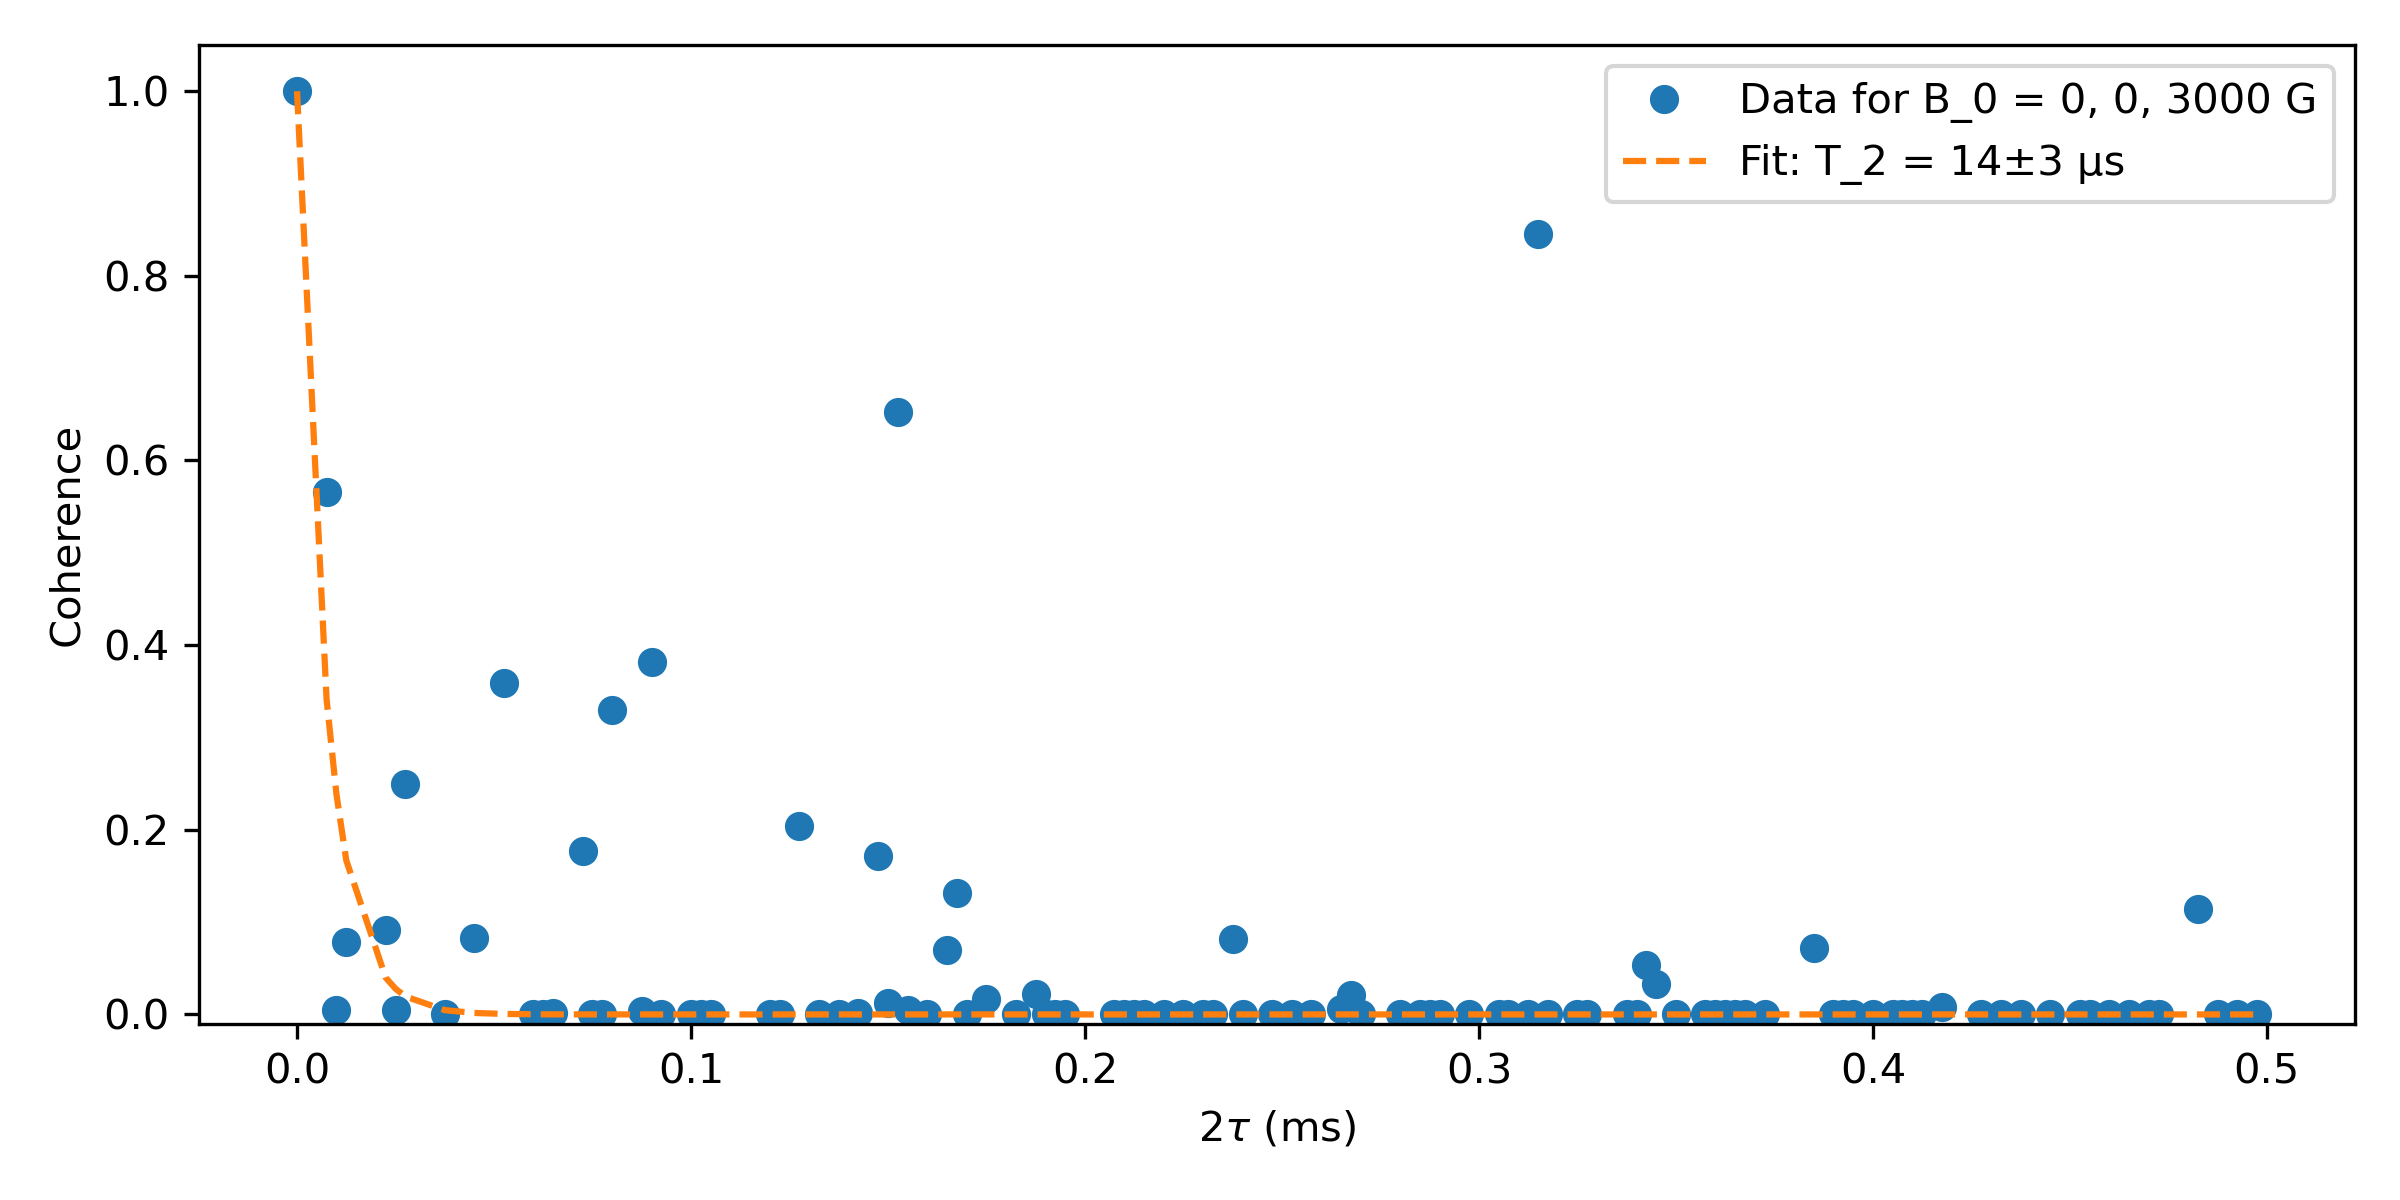 1.0
0.8
0.6
0.4
0.2
0.0
Coherence
Data for B_0 = 0, 0, 3000 G
Fit: T_2 = 14±3 μs
0.0 0.1 0.2 0.3 0.4 0.5
2τ (ms)